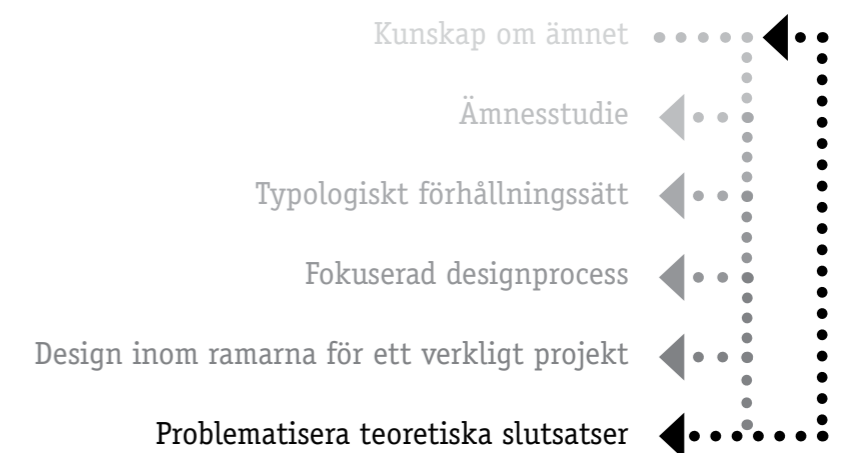 Kunskap om ämnet
Ämnesstudie
Typologiskt förhållningssätt
Fokuserad designprocess
Design inom ramarna för ett verkligt projekt
Problematisera teoretiska slutsatser